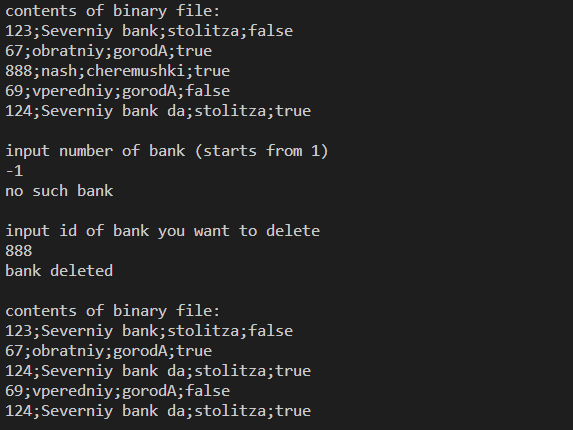 contents of binary file:
123;Severniy bank;stolitza;false
67;obratniy;gorodA;true
888;nash;cheremushki;true
69;vperedniy;gorodA;false
124;Severniy bank da;stolitza;true
input number of bank (starts from 1)
-1
no such bank
input id of bank you want to delete
888
bank deleted
contents of binary file:
123;Severniy bank;stolitza;false
67;obratniy;gorodA;true
124;Severniy bank da;stolitza;true
69;vperedniy;gorodA;false
124;Severniy bank da;stolitza;true